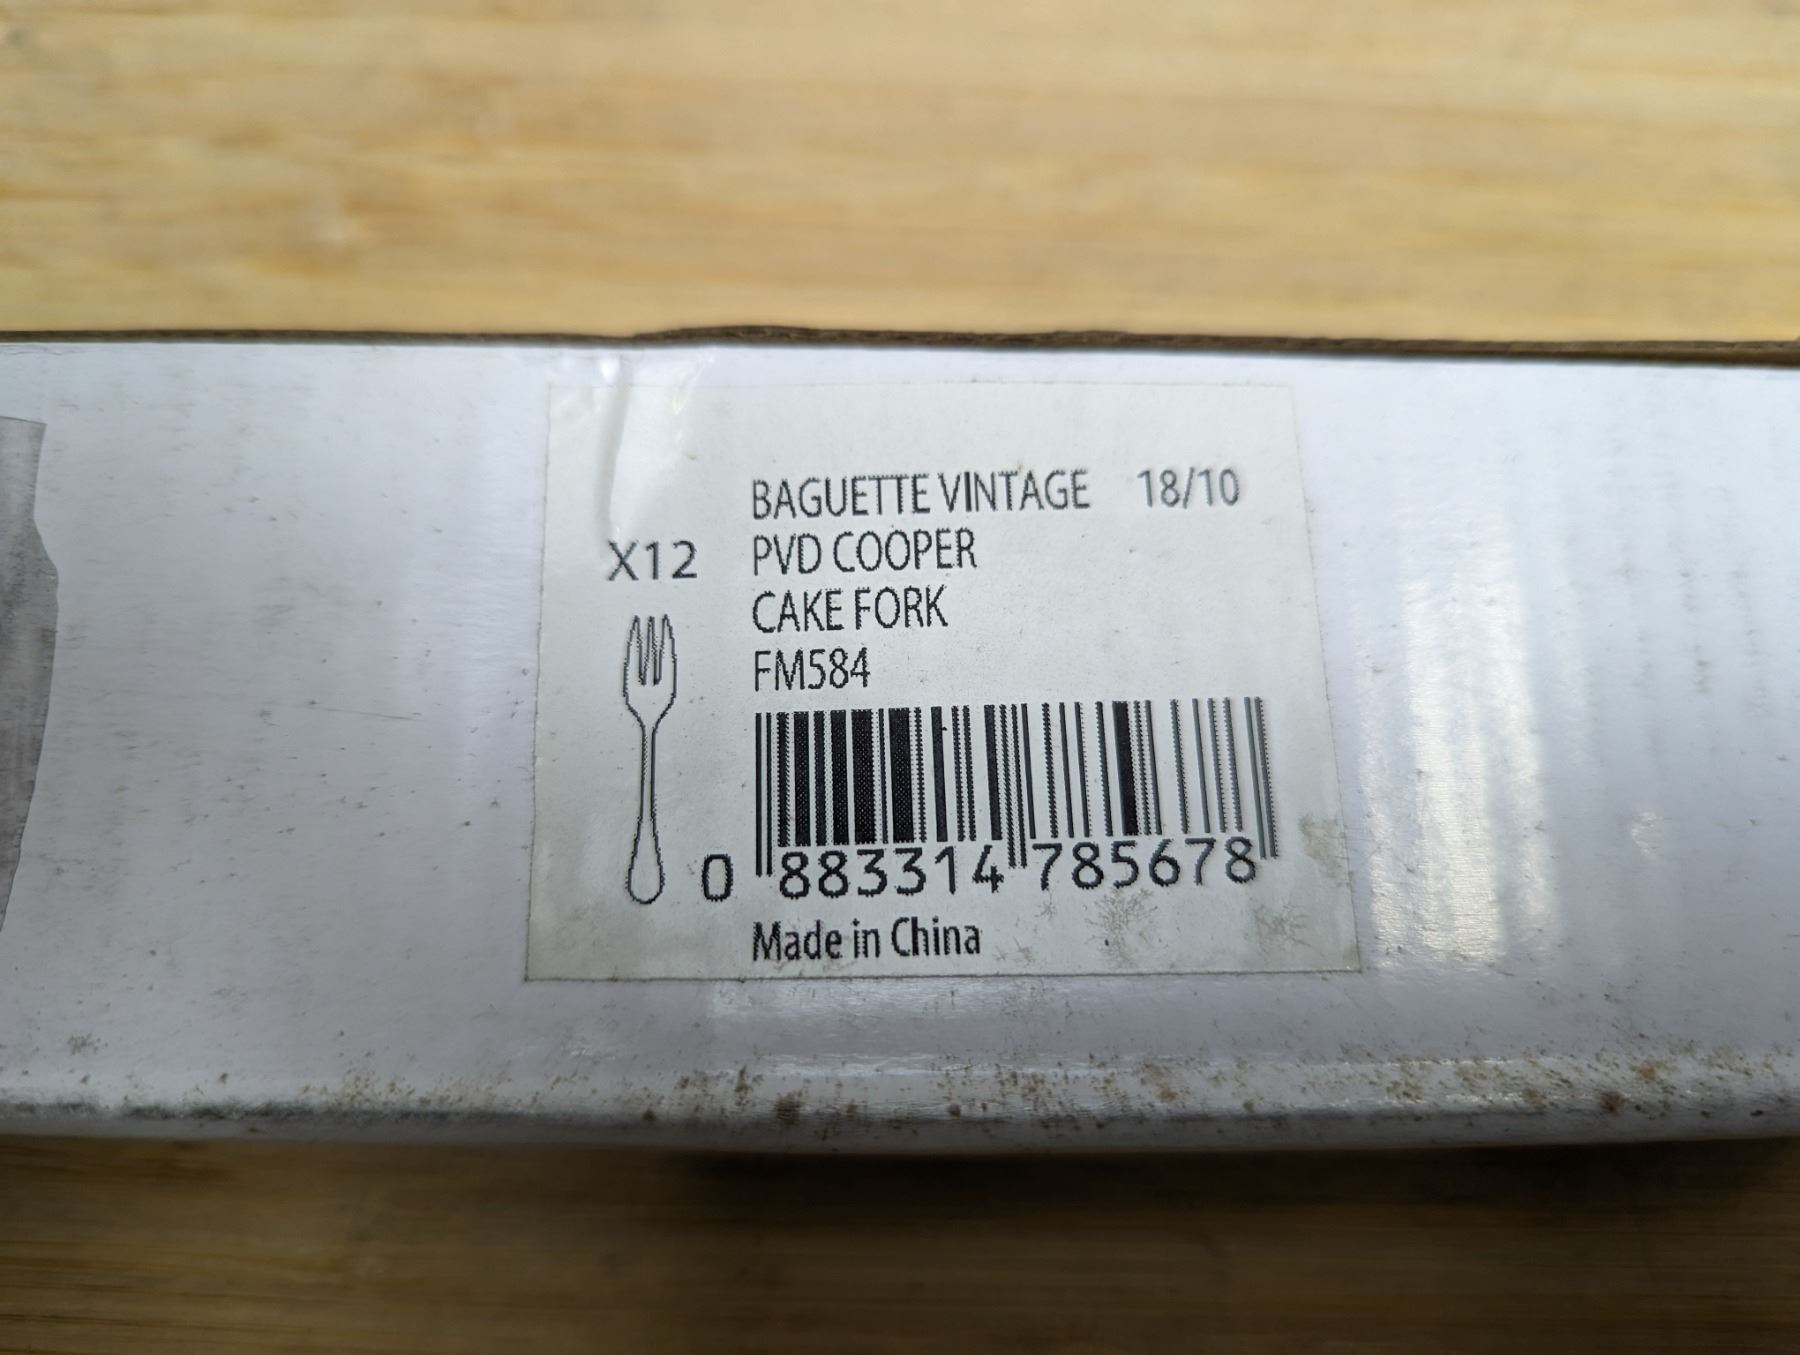 BAGUETTE VINTAGE 18/10
X12 PVD COOPER
CAKE FORK
FM584
0 883314 785678
Made in China